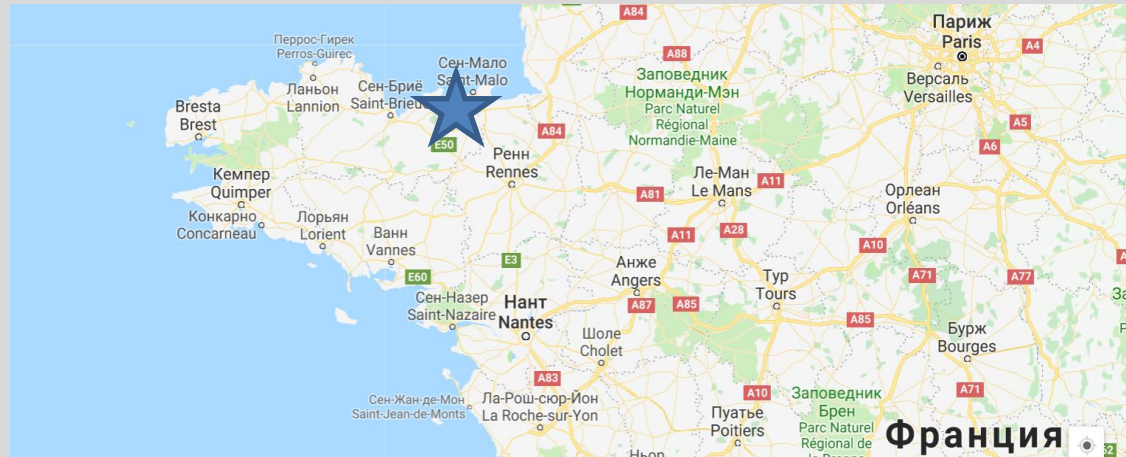 A84
Париж
Paris
A4
A88
Перрос-Гирек
Perros-Guirec
Сен-Мало
Saint-Malo
Заповедник
Норманди-Мэн
Parc Naturel
Régional
Normandie-Maine
Версаль
Versailles
Ланьон
Lannion
Сен-Бриё
Saint-Brieuc
Bresta
Brest
A84
A5
E50
A6
Ренн
Rennes
Кемпер
Quimper
Ле-Ман
Le Mans
A11
A81
Орлеан
Orléans
Конкарно
Concarneau
Лорьян
Lorient
Ванн
Vannes
A11
A28
A10
E3
E60
Анже
Angers
Тур
Tours
A71
A77
Сен-Назер
Saint-Nazaire
Нант
Nantes
A87
A85
A85
Шоле
Cholet
Бурж
Bourges
A83
A10
A71
Сен-Жан-де-Мон
Saint-Jean-de-Monts
Ла-Рош-сюр-Йон
La Roche-sur-Yon
Заповедник
Брен
Parc Naturel
Régional de
Пуатье
Poitiers
Франция